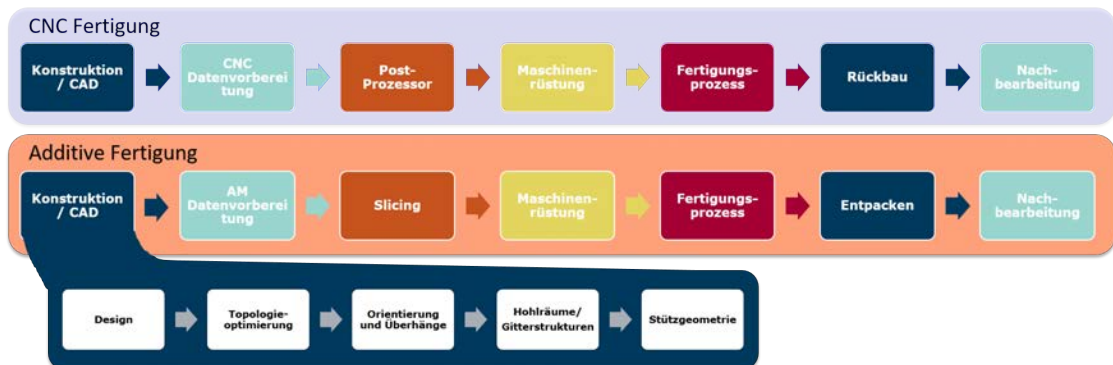 CNC Fertigung
Konstruktion
/ CAD
CNC
Datenvorberei
tung
Post-
Prozessor
Maschinen-
rüstung
Fertigungs-
prozess
Rückbau
Nach-
bearbeitung
Additive Fertigung
Konstruktion
/ CAD
AM
Datenvorberei
tung
Slicing
Maschinen-
rüstung
Fertigungs-
prozess
Entpacken
Nach-
bearbeitung
Design
Topologie-
optimierung
Orientierung
und Überhänge
Hohlräume/
Gitterstrukturen
Stützgeometrie